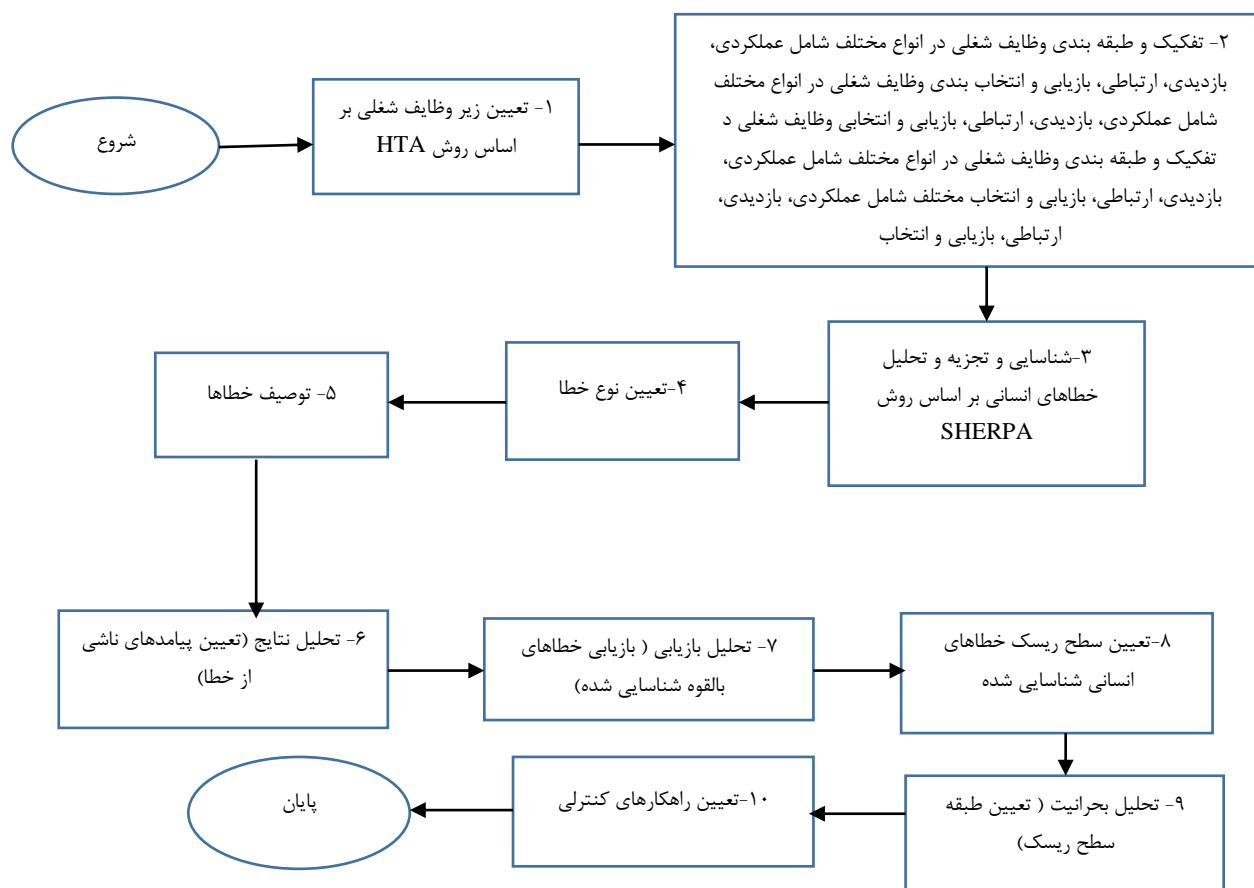 شروع
۱- تعیین زیر وظایف شغلی بر
اساس روش HTA
۲- تفکیک و طبقه بندی وظایف شغلی در انواع مختلف شامل عملکردی،
بازدیدی، ارتباطی، بازیابی و انتخاب بندی وظایف شغلی در انواع مختلف
شامل عملکردی، بازدیدی، ارتباطی، بازیابی و انتخابی وظایف شغلی د
تفکیک و طبقه بندی وظایف شغلی در انواع مختلف شامل عملکردی،
بازدیدی، ارتباطی، بازیابی و انتخاب مختلف شامل عملکردی، بازدیدی،
ارتباطی، بازیابی و انتخاب
۳-شناسایی و تجزیه و تحلیل
خطاهای انسانی بر اساس روش
SHERPA
۴-تعیین نوع خطا
۵- توصیف خطاها
۶- تحلیل نتایج (تعیین پیامدهای ناشی
از خطا)
۷- تحلیل بازیابی ( بازیابی خطاهای
بالقوه شناسایی شده)
۸-تعیین سطح ریسک خطاهای
انسانی شناسایی شده
۹- تحلیل بحرانیت ( تعیین طبقه
سطح ریسک)
۱۰-تعیین راهکارهای کنترلی
پایان